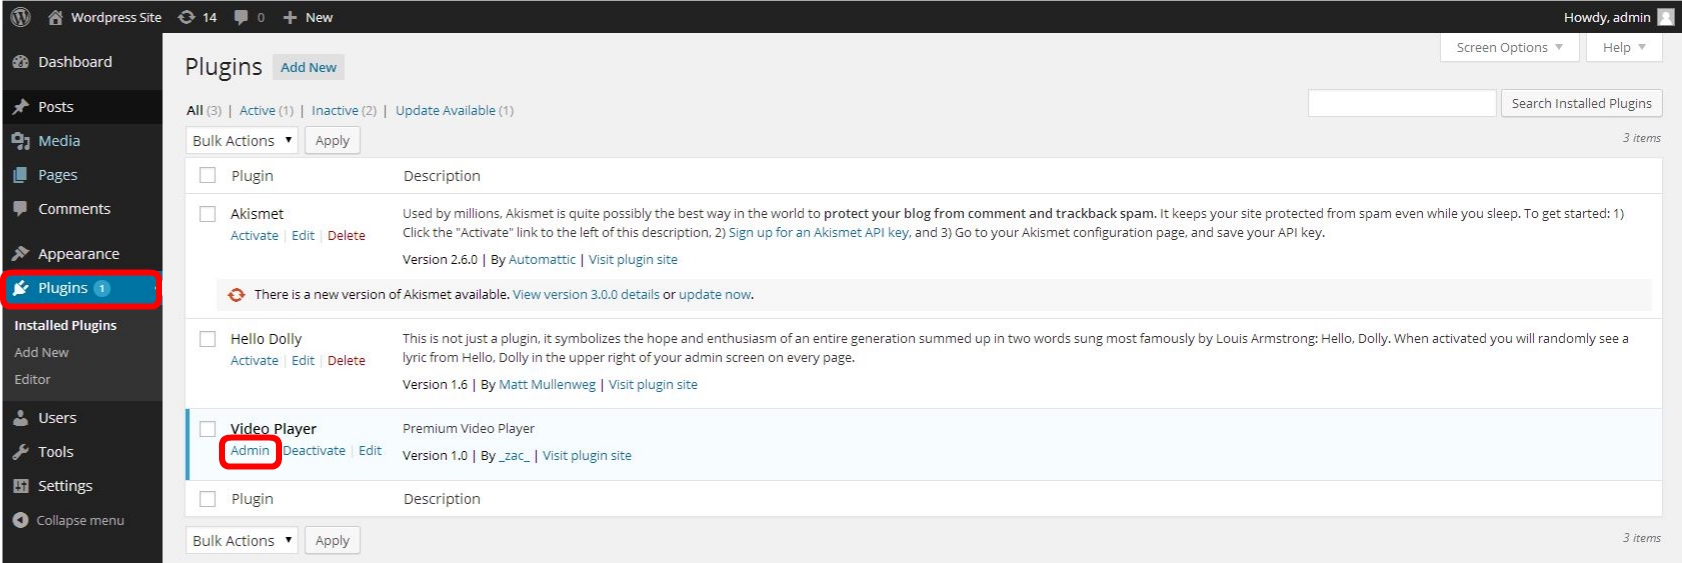 Wordpress Site 14 0 + New Howdy, admin
Screen Options ▼ Help ▼
Dashboard
Posts
Media
Pages
Comments
Appearance
Plugins 1
Installed Plugins
Add New
Editor
Users
Tools
Settings
Collapse menu
Plugins Add New
All (3) | Active (1) | Inactive (2) | Update Available (1)
Search Installed Plugins
Bulk Actions ▼ Apply
3 items
Plugin Description
Akismet
Activate | Edit | Delete
Used by millions, Akismet is quite possibly the best way in the world to protect your blog from comment and trackback spam. It keeps your site protected from spam even while you sleep. To get started: 1)
Click the "Activate" link to the left of this description, 2) Sign up for an Akismet API key, and 3) Go to your Akismet configuration page, and save your API key.
Version 2.6.0 | By Automattic | Visit plugin site
There is a new version of Akismet available. View version 3.0.0 details or update now.
Hello Dolly
Activate | Edit | Delete
This is not just a plugin, it symbolizes the hope and enthusiasm of an entire generation summed up in two words sung most famously by Louis Armstrong: Hello, Dolly. When activated you will randomly see a
lyric from Hello, Dolly in the upper right of your admin screen on every page.
Version 1.6 | By Matt Mullenweg | Visit plugin site
Video Player
Admin Deactivate | Edit
Premium Video Player
Version 1.0 | By _zac_ | Visit plugin site
Plugin Description
Bulk Actions ▼ Apply
3 items